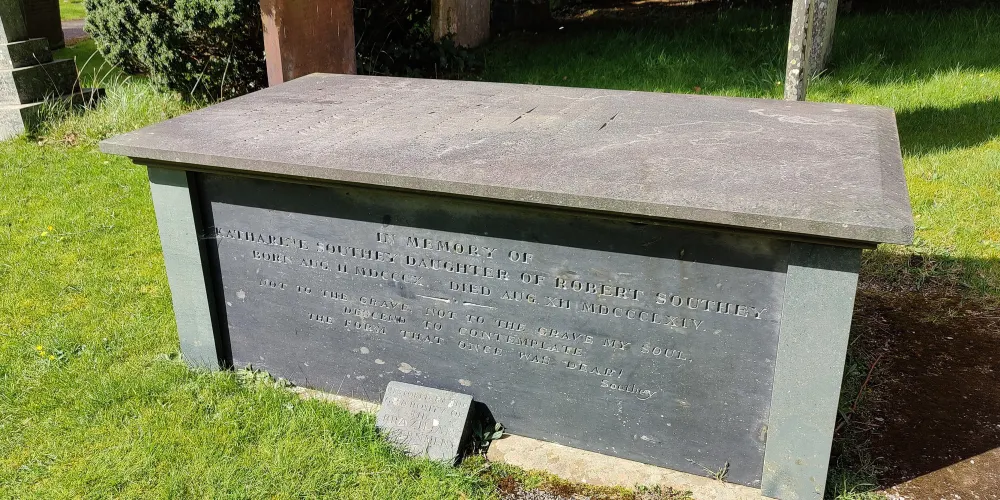 IN MEMORY OF
KATHARINE SOUTHEY DAUGHTER OF ROBERT SOUTHEY
BORN AUG II MDCCCX. DIED AUG XII MDCCCLXIV.
NOT TO THE GRAVE, NOT TO THE GRAVE MY SOUL,
DESCEND TO CONTEMPLATE
THE FORM THAT ONCE WAS DEAR!
Southey